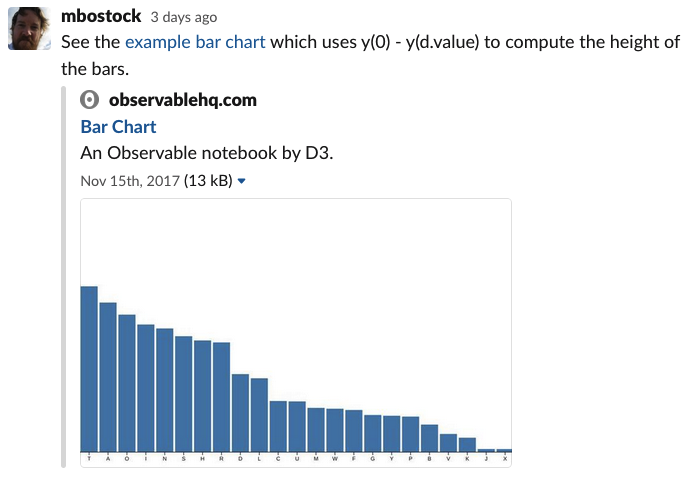 mbostock 3 days ago
See the example bar chart which uses y(0) - y(d.value) to compute the height of
the bars.
observablehq.com
Bar Chart
An Observable notebook by D3.
Nov 15th, 2017 (13 kB)
T A O I N S H R D L C U M W F G Y P B V K J X